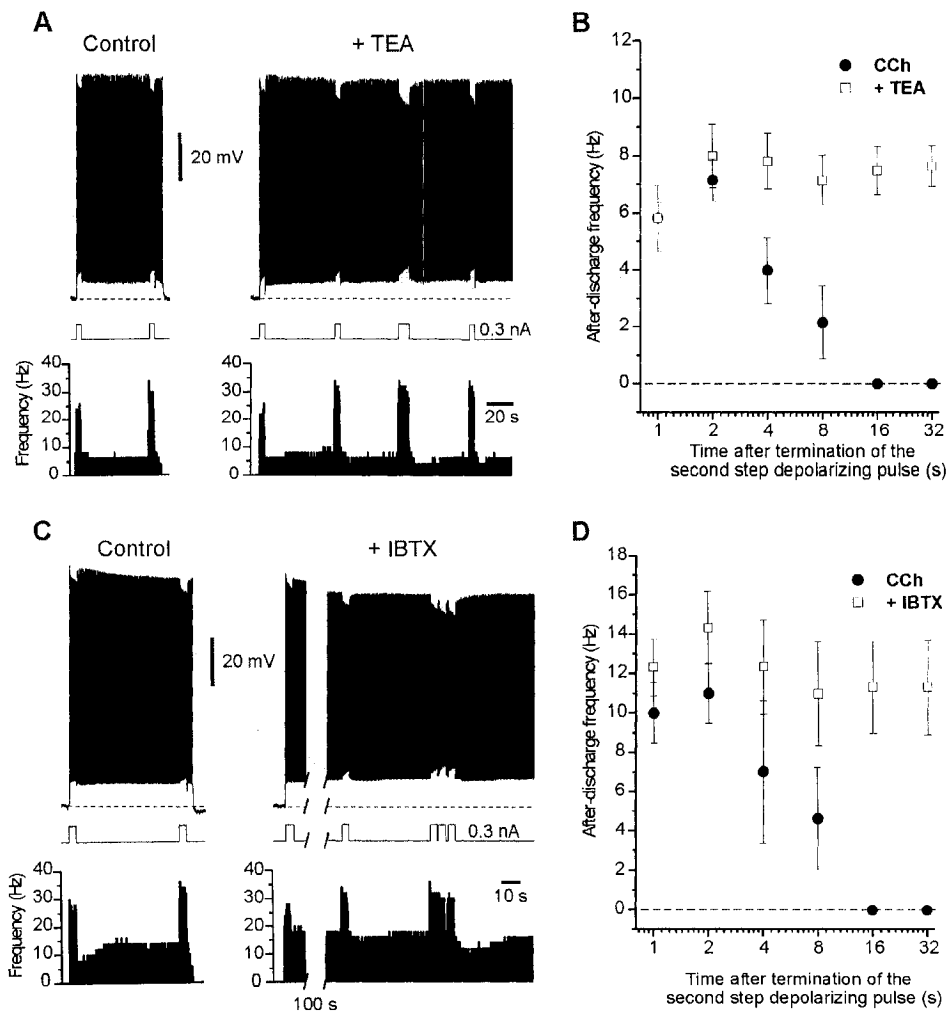 A
Control
+ TEA
20 mV
0.3 nA
Frequency (Hz)
40
30
20
10
0
20 s
B
CCh
+ TEA
After-discharge frequency (Hz)
12
10
8
6
4
2
0
1 2 4 8 16 32
Time after termination of the
second step depolarizing pulse (s)
C
Control
+ IBTX
20 mV
0.3 nA
Frequency (Hz)
40
30
20
10
0
40
30
20
10
0
10 s
100 s
D
CCh
+ IBTX
After-discharge frequency (Hz)
18
16
14
12
10
8
6
4
2
0
1 2 4 8 16 32
Time after termination of the
second step depolarizing pulse (s)